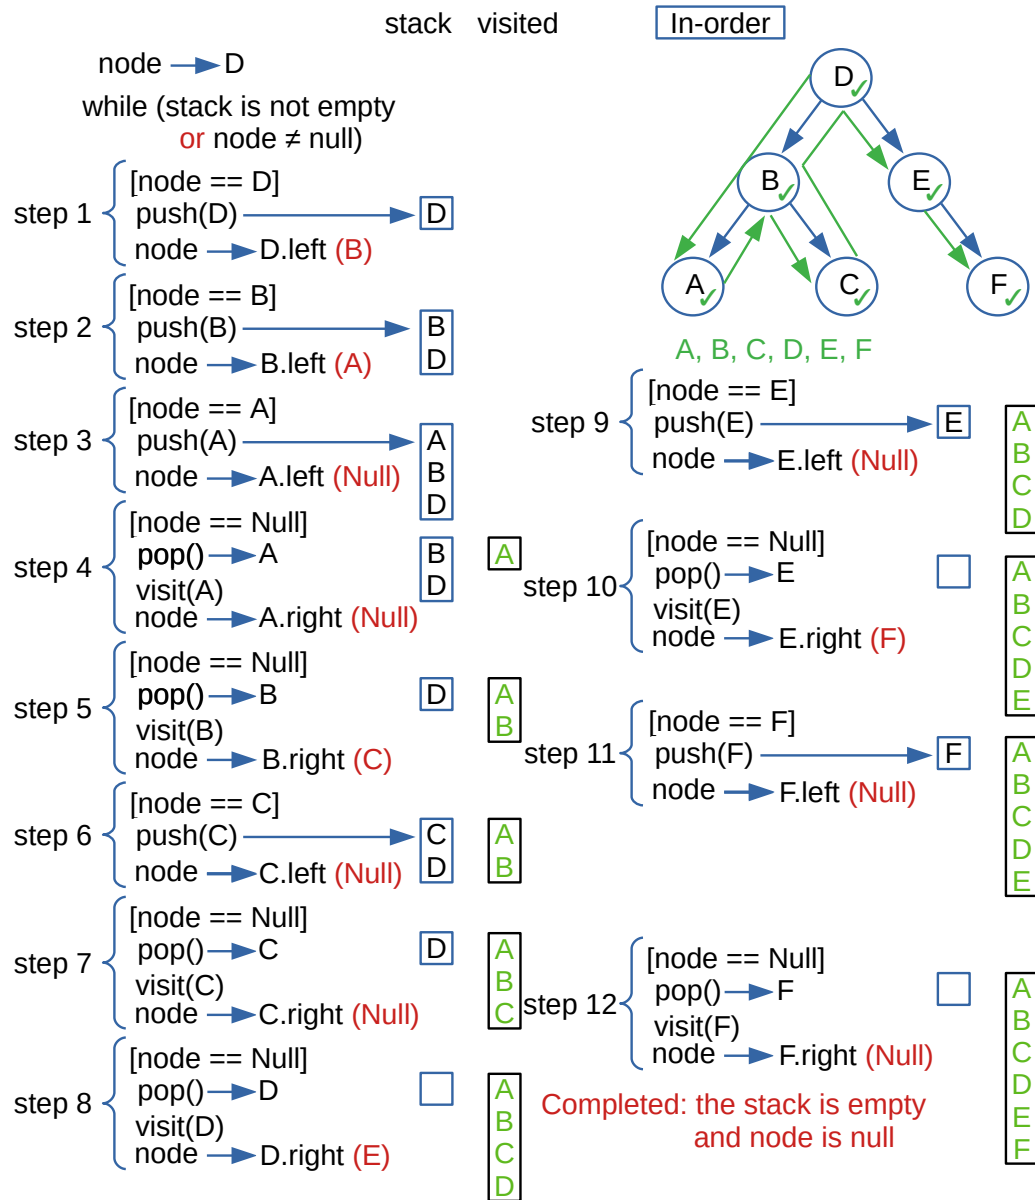 stack visited In-order
node D
while (stack is not empty
or node ≠ null)
step 1
[node == D]
push(D) D
node D.left (B)
step 2
[node == B]
push(B) B
node B.left (A) D
step 3
[node == A]
push(A) A
node A.left (Null) B
D
step 4
[node == Null]
pop() A B A
visit(A) D
node A.right (Null)
step 5
[node == Null]
pop() B D A
visit(B) B
node B.right (C)
step 6
[node == C]
push(C) C A
node C.left (Null) D B
step 7
[node == Null]
pop() C D A
visit(C) B
node C.right (Null) C
step 8
[node == Null]
pop() D A
visit(D) B
node D.right (E) C
D
D
B E
A C F
A, B, C, D, E, F
step 9
[node == E]
push(E) E A
node E.left (Null) B
C
D
step 10
[node == Null]
pop() E A
visit(E) B
node E.right (F) C
D
E
step 11
[node == F]
push(F) F A
node F.left (Null) B
C
D
E
step 12
[node == Null]
pop() F A
visit(F) B
node F.right (Null) C
D
E
F
Completed: the stack is empty
and node is null